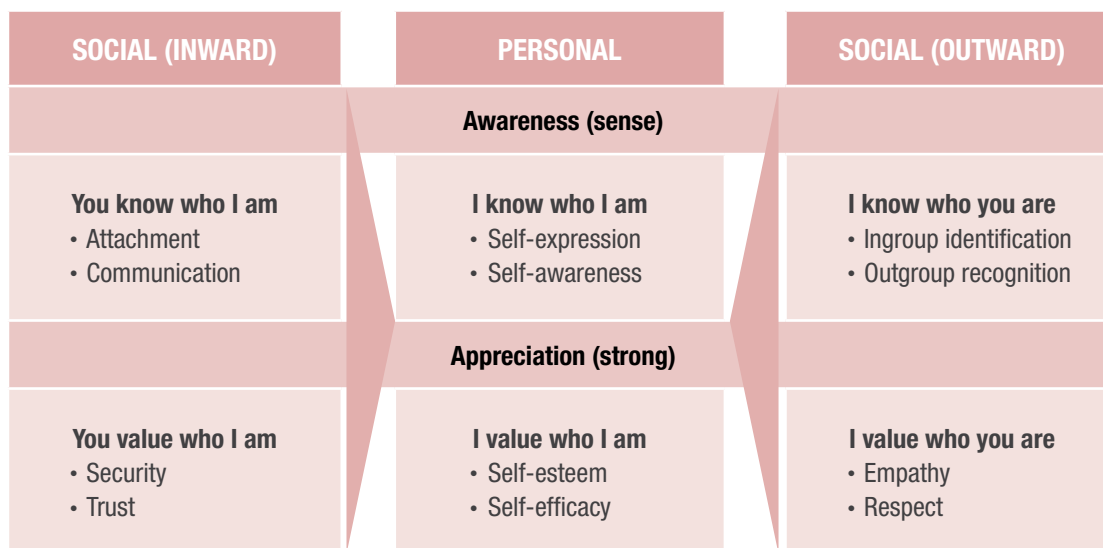 SOCIAL (INWARD)
PERSONAL
SOCIAL (OUTWARD)
Awareness (sense)
You know who I am
• Attachment
• Communication
I know who I am
• Self-expression
• Self-awareness
I know who you are
• Ingroup identification
• Outgroup recognition
Appreciation (strong)
You value who I am
• Security
• Trust
I value who I am
• Self-esteem
• Self-efficacy
I value who you are
• Empathy
• Respect